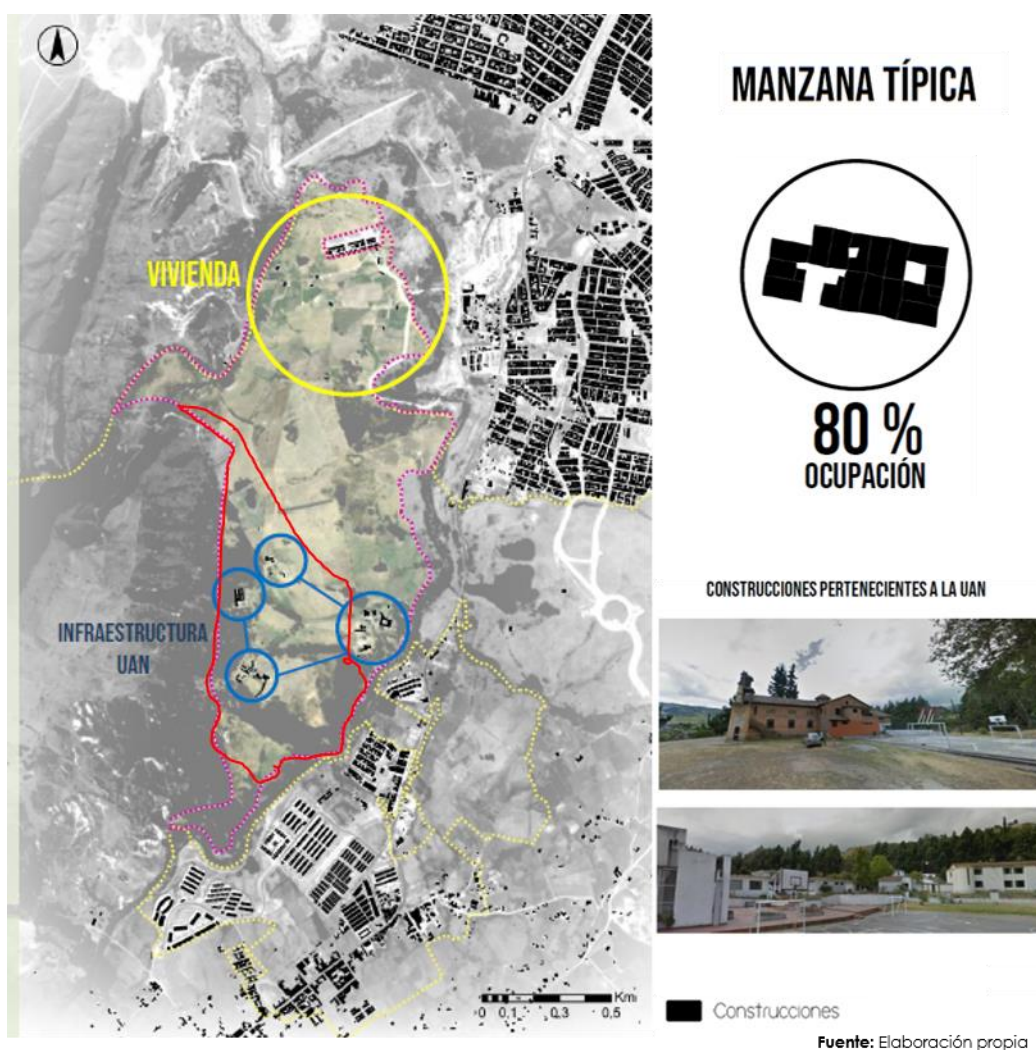 VIVIENDA
INFRAESTRUCTURA
UAN
Km
0 0,1 0,3 0,5
MANZANA TÍPICA
80 %
OCUPACIÓN
CONSTRUCCIONES PERTENECIENTES A LA UAN
Construcciones
Fuente: Elaboración propia